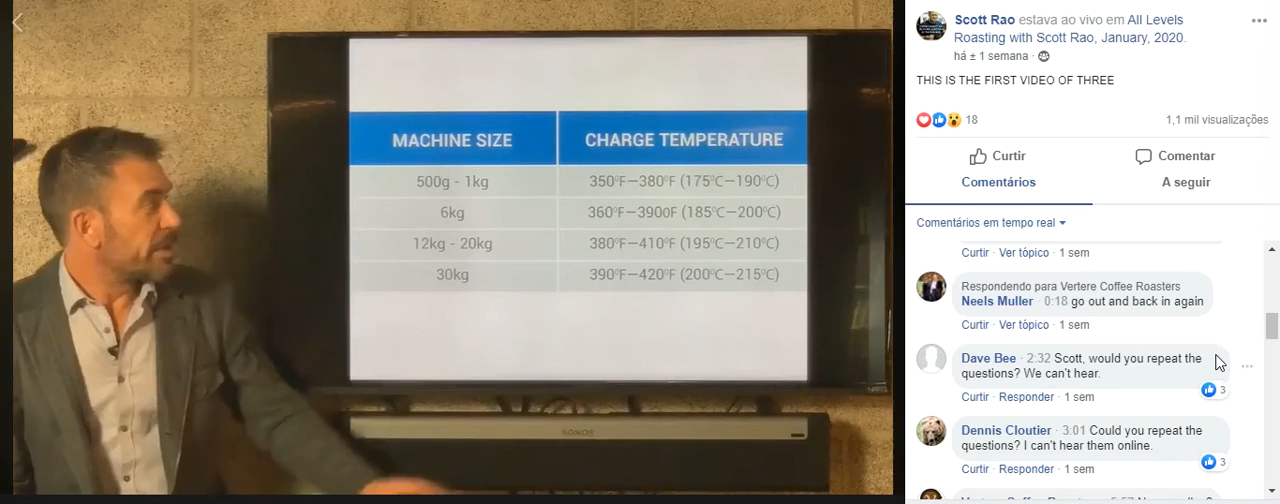 MACHINE SIZE CHARGE TEMPERATURE
500g - 1kg 350°F—380°F (175°C—190°C)
6kg 360°F—390OF (185°C—200°C)
12kg - 20kg 380°F—410°F (195°C—210°C)
30kg 390°F—420°F (200°C—215°C)
SONOS
Scott Rao estava ao vivo em All Levels
Roasting with Scott Rao, January, 2020.
há ± 1 semana ·
THIS IS THE FIRST VIDEO OF THREE
18 1,1 mil visualizações
Curtir Comentar
Comentários A seguir
Comentários em tempo real
Curtir · Ver tópico · 1 sem
Respondendo para Vertere Coffee Roasters
Neels Muller · 0:18 go out and back in again
Curtir · Ver tópico · 1 sem
Dave Bee · 2:32 Scott, would you repeat the
questions? We can't hear.
3
Curtir · Responder · 1 sem
Dennis Cloutier · 3:01 Could you repeat the
questions? I can't hear them online.
3
Curtir · Responder · 1 sem